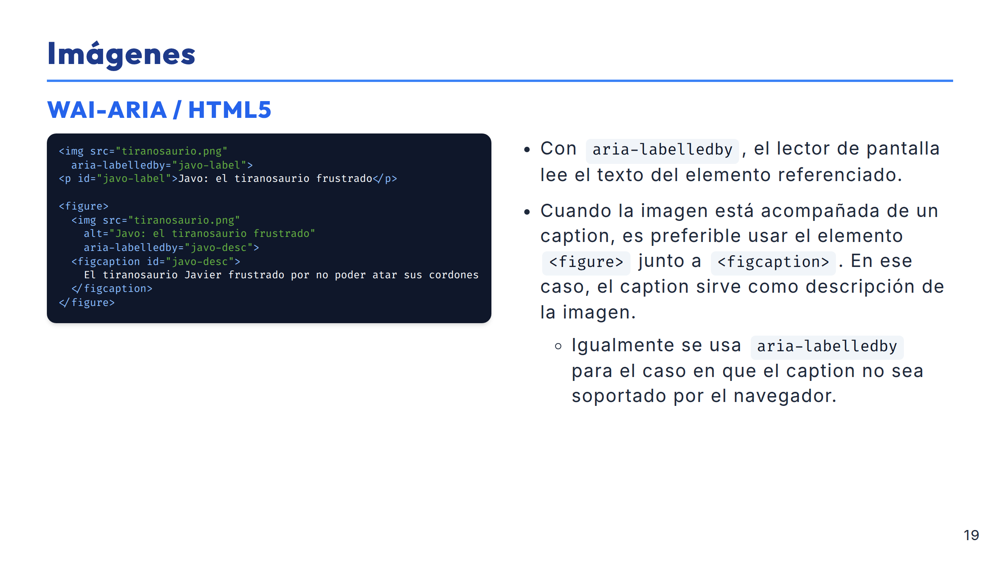 Imágenes
WAI-ARIA / HTML5
<img src="tiranosaurio.png"
  aria-labelledby="javo-label">
<p id="javo-label">Javo: el tiranosaurio frustrado</p>

<figure>
  <img src="tiranosaurio.png"
    alt="Javo: el tiranosaurio frustrado"
    aria-labelledby="javo-desc">
  <figcaption id="javo-desc">
    El tiranosaurio Javier frustrado por no poder atar sus cordones
  </figcaption>
</figure>
• Con aria-labelledby, el lector de pantalla
lee el texto del elemento referenciado.
• Cuando la imagen está acompañada de un
caption, es preferible usar el elemento
<figure> junto a <figcaption>. En ese
caso, el caption sirve como descripción de
la imagen.
◦ Igualmente se usa aria-labelledby
para el caso en que el caption no sea
soportado por el navegador.
19